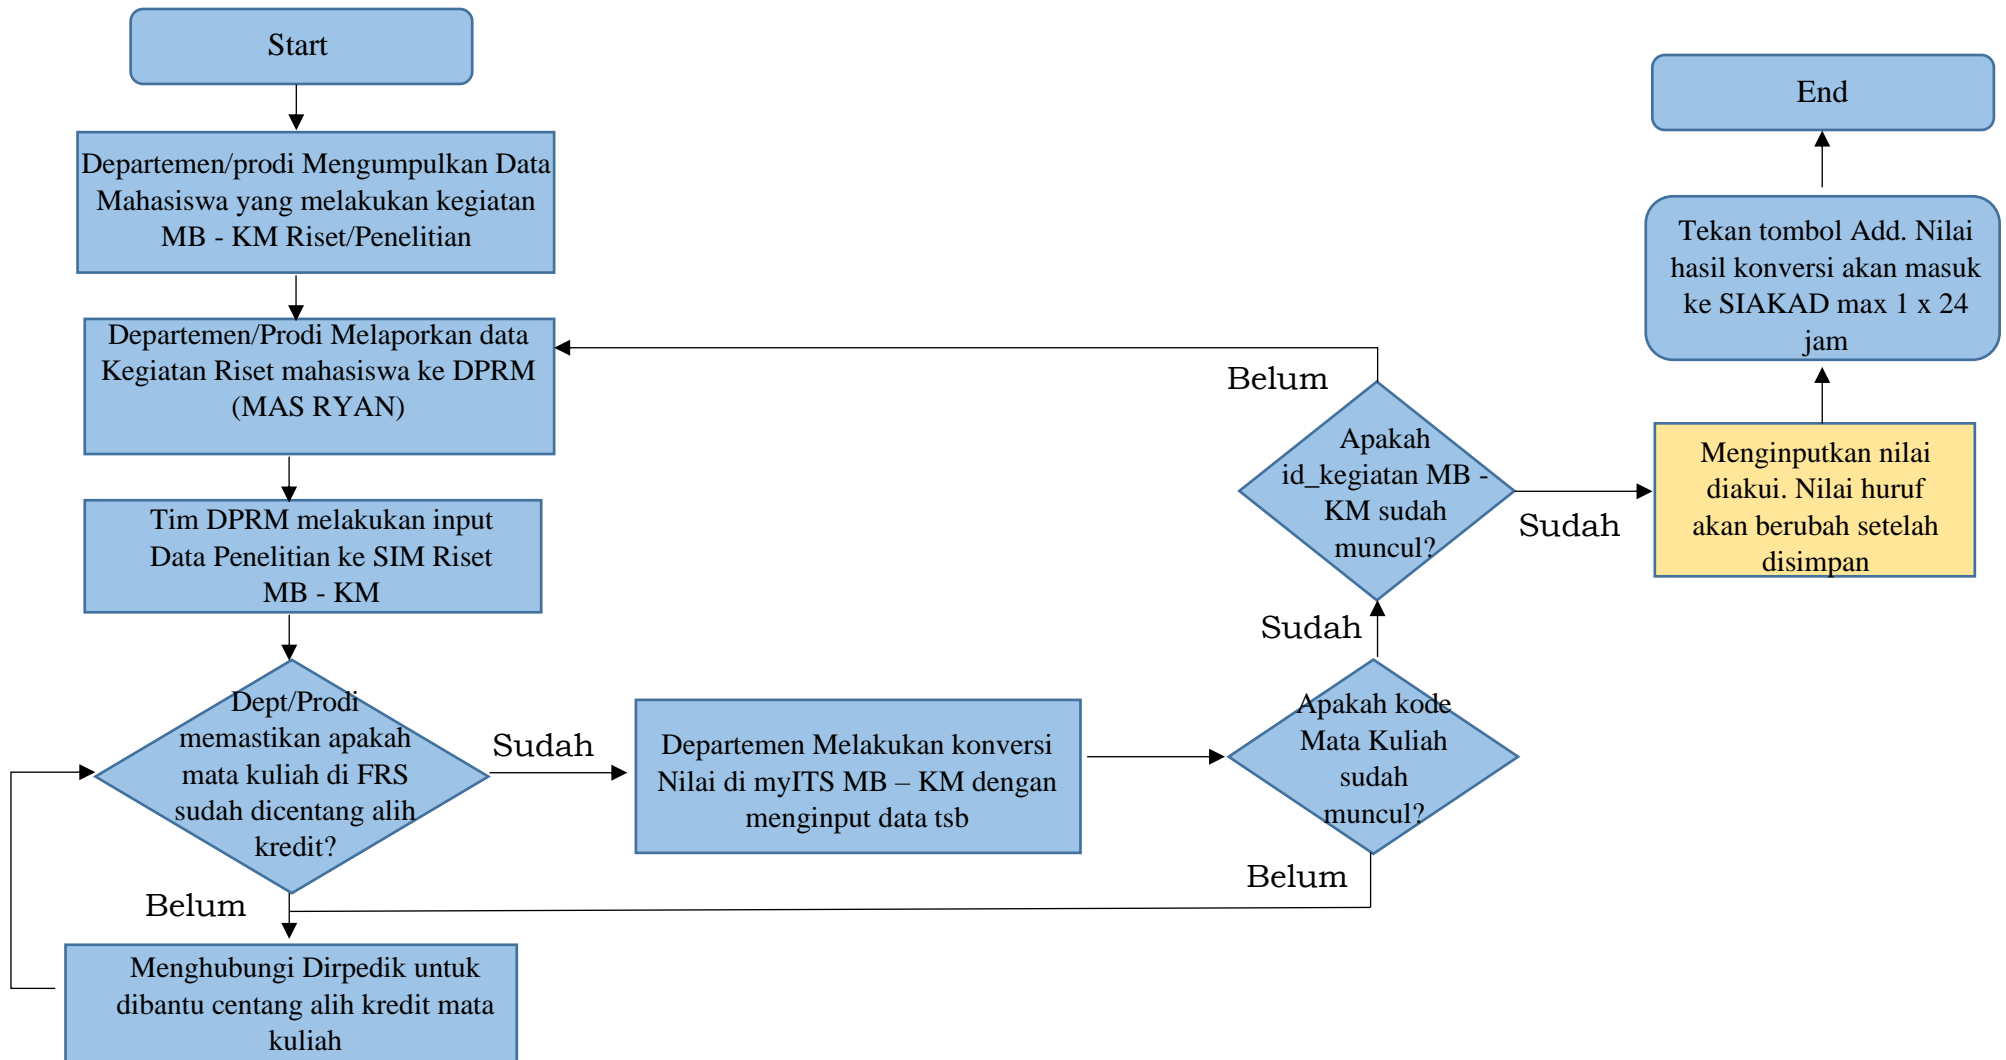 Start
Departemen/prodi Mengumpulkan Data
Mahasiswa yang melakukan kegiatan
MB - KM Riset/Penelitian
Departemen/Prodi Melaporkan data
Kegiatan Riset mahasiswa ke DPRM
(MAS RYAN)
Tim DPRM melakukan input
Data Penelitian ke SIM Riset
MB - KM
Dept/Prodi
memastikan apakah
mata kuliah di FRS
sudah dicentang alih
kredit?
Belum
Menghubungi Dirpedik untuk
dibantu centang alih kredit mata
kuliah
Sudah
Departemen Melakukan konversi
Nilai di myITS MB – KM dengan
menginput data tsb
Apakah kode
Mata Kuliah
sudah
muncul?
Belum
Sudah
Apakah
id_kegiatan MB -
KM sudah
muncul?
Belum
Sudah
Menginputkan nilai
diakui. Nilai huruf
akan berubah setelah
disimpan
Tekan tombol Add. Nilai
hasil konversi akan masuk
ke SIAKAD max 1 x 24
jam
End